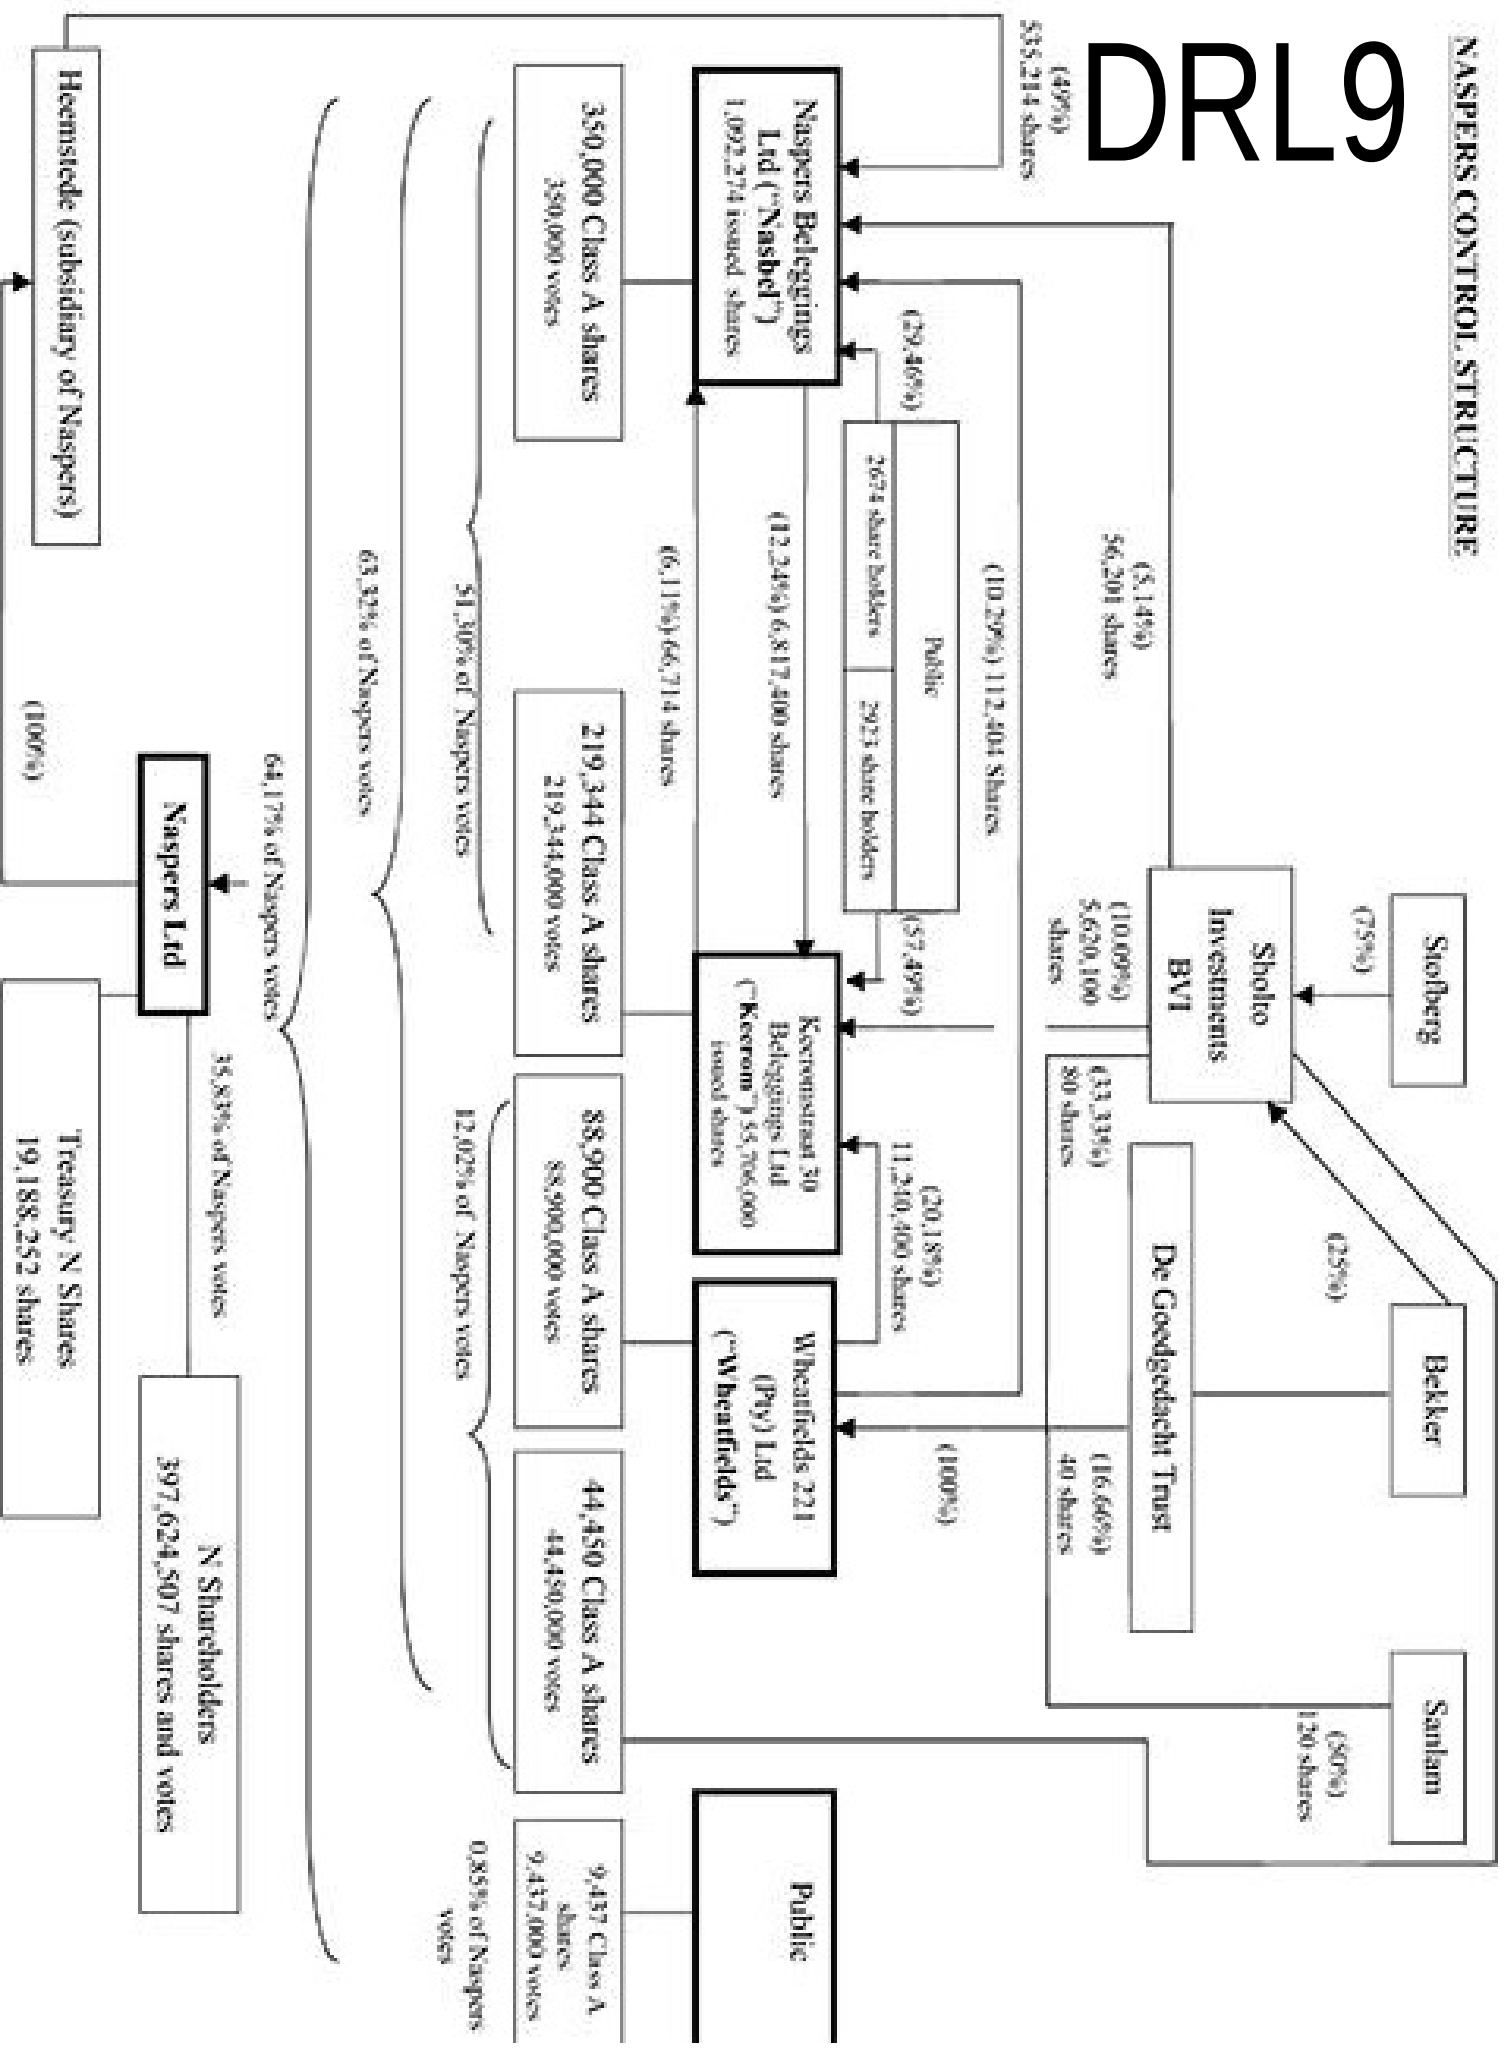 DRL9
NASPERS CONTROL STRUCTURE
Stofberg
Bekker
Sanlam
(75%)
(25%)
(50%)
120 shares
Sholto
Investments
BVI
De Goedgedacht Trust
(5,14%)
56,201 shares
(10.09%)
5,620,100
shares
(33,33%)
80 shares
(16.66%)
40 shares
(49%)
535,214 shares
(10.29%) 112,404 Shares
(100%)
Public
2674 share holders
2923 share holders
(29,46%)
(57,49%)
(20,18%)
11,240,400 shares
Naspers Beleggings
Ltd ("Nasbel")
1,092,274 issued shares
(12,24%) 6,817,400 shares
(6,11%) 66,714 shares
Keeromstraat 30
Beleggings Ltd
("Keerom") 55,706,000
issued shares
Wheatfields 221
(Pty) Ltd
("Wheatfields")
Public
350,000 Class A shares
350,000 votes
219,344 Class A shares
219,344,000 votes
88,900 Class A shares
88,900,000 votes
44,450 Class A shares
44,450,000 votes
9,437 Class A
shares
9,437,000 votes
51,30% of Naspers votes
12,02% of Naspers votes
0,85% of Naspers
votes
63,32% of Naspers votes
64,17% of Naspers votes
35,83% of Naspers votes
Naspers Ltd
N Shareholders
397,624,507 shares and votes
Heemstede (subsidiary of Naspers)
(100%)
Treasury N Shares
19,188,252 shares